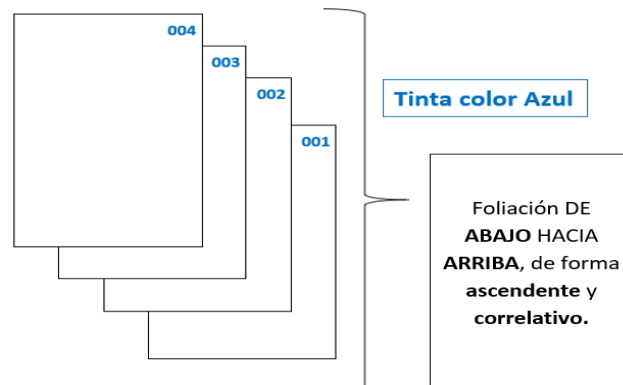 004
003
002
001
Tinta color Azul
Foliación DE
ABAJO HACIA
ARRIBA, de forma
ascendente y
correlativo.